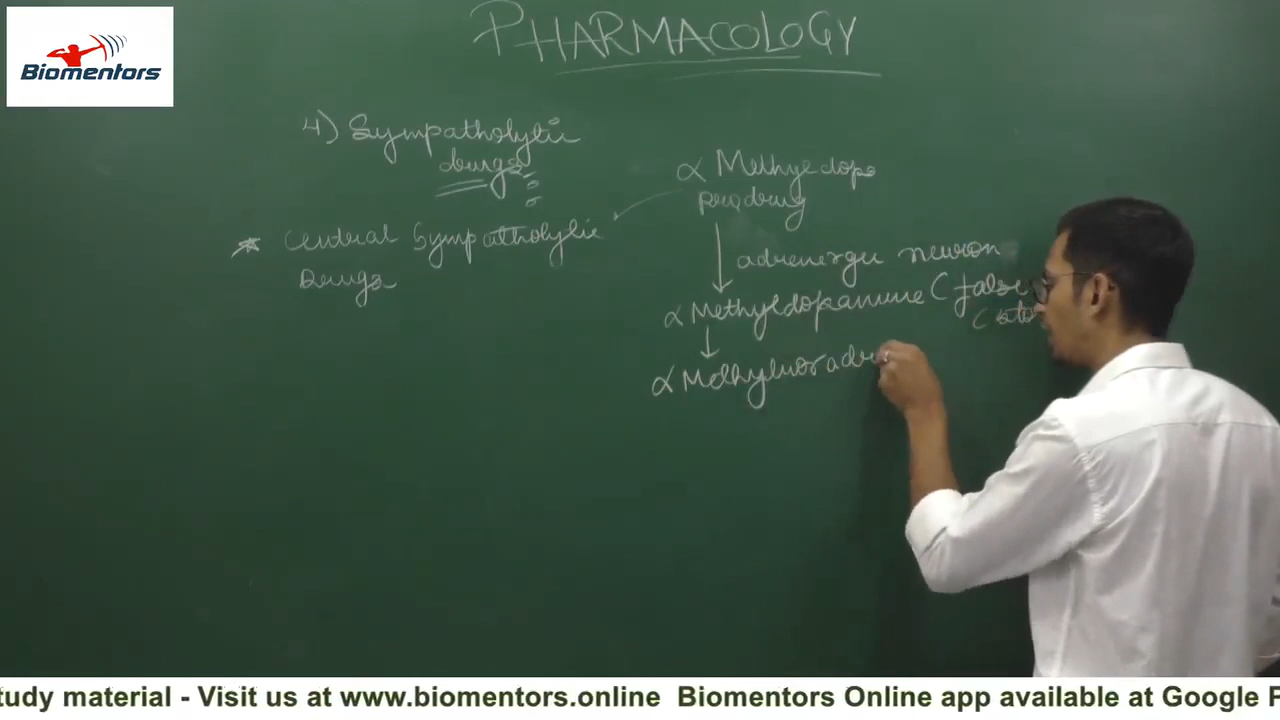 Biomentors
PHARMACOLOGY
4) Sympatholytic
drugs
* Central Sympatholytic
Drugs
α Methyldopa
prodrug
adrenergic neuron
α Methyldopamine (false
α Methylnoradre
tudy material - Visit us at www.biomentors.online Biomentors Online app available at Google P